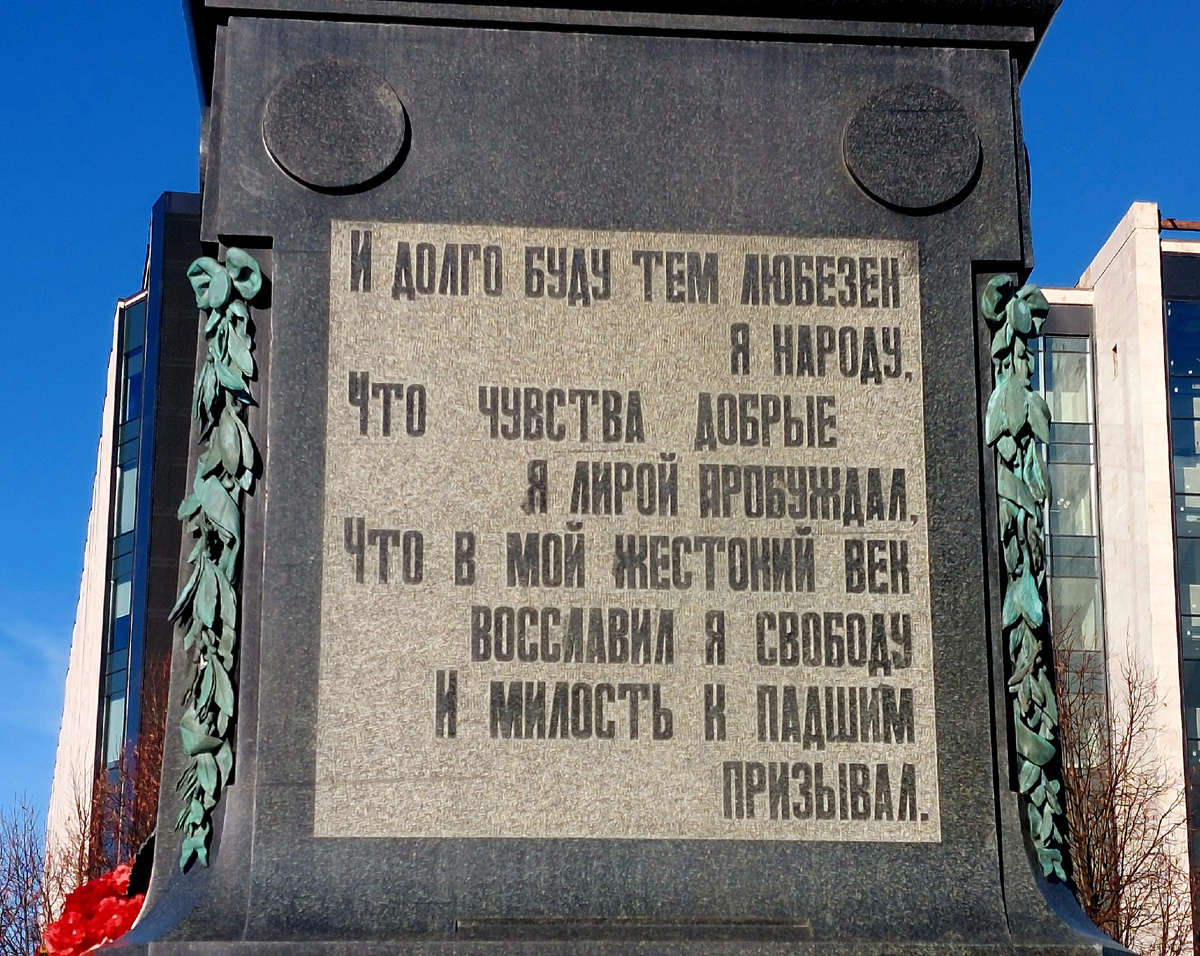 И ДОЛГО БУДУ ТЕМ ЛЮБЕЗЕН
Я НАРОДУ,
ЧТО ЧУВСТВА ДОБРЫЕ
Я ЛИРОЙ ПРОБУЖДАЛ,
ЧТО В МОЙ ЖЕСТОКИЙ ВЕК
ВОССЛАВИЛ Я СВОБОДУ
И МИЛОСТЬ К ПАДШИМ
ПРИЗЫВАЛ.